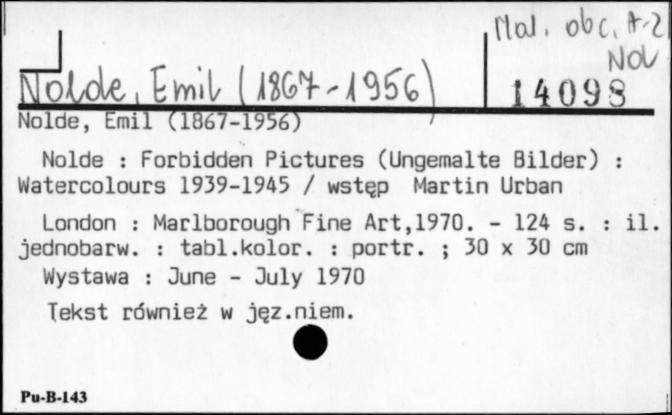 Mal. obc. A-Z
Nol
Nolde, Emil (1867-1956)
14098
Nolde, Emil (1867-1956)
Nolde : Forbidden Pictures (Ungemalte Bilder) :
Watercolours 1939-1945 / wstęp Martin Urban
London : Marlborough Fine Art,1970. - 124 s. : il.
jednobarw. : tabl.kolor. : portr. ; 30 x 30 cm
Wystawa : June - July 1970
Tekst również w jęz.niem.
Pu-B-143